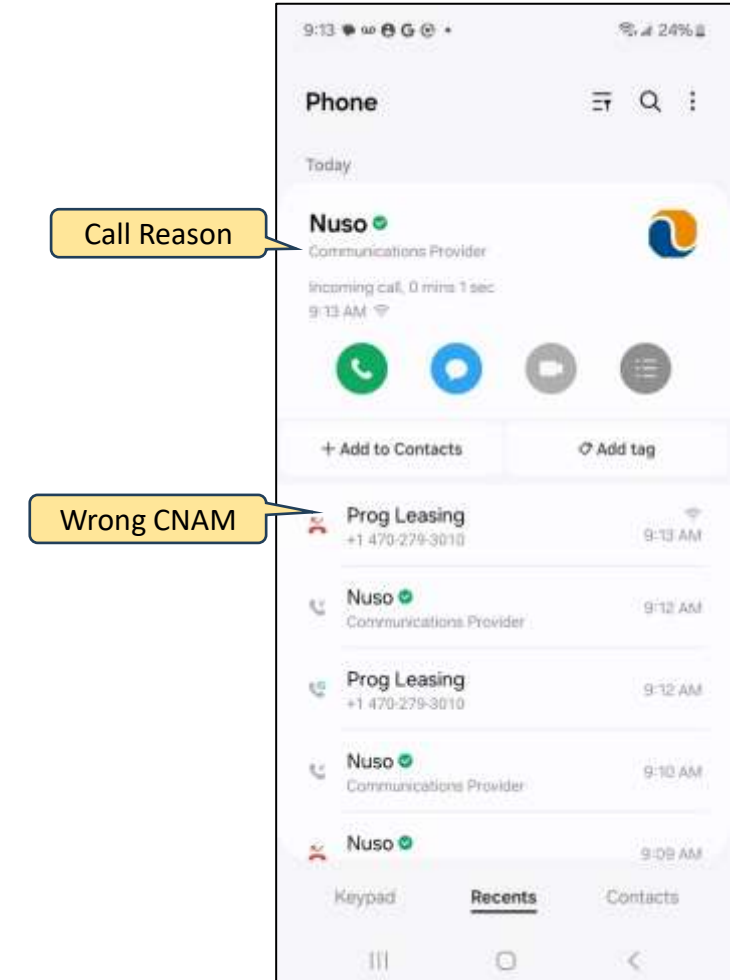 9:13
24%
Phone
Today
Call Reason
Nuso
Communications Provider
Incoming call, 0 mins 1 sec
9:13 AM
+ Add to Contacts
Add tag
Wrong CNAM
Prog Leasing
+1 470-279-3010
9:13 AM
Nuso
Communications Provider
9:12 AM
Prog Leasing
+1 470-279-3010
9:12 AM
Nuso
Communications Provider
9:10 AM
Nuso
9:09 AM
Keypad Recents Contacts